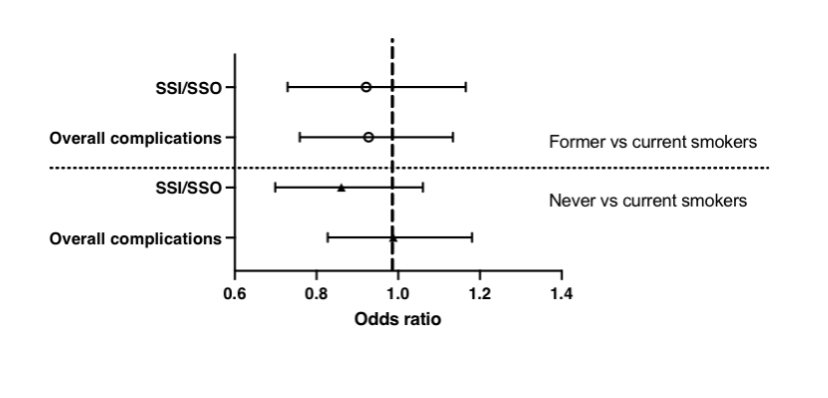 SSI/SSO
Overall complications
Former vs current smokers
SSI/SSO
Never vs current smokers
Overall complications
0.6 0.8 1.0 1.2 1.4
Odds ratio